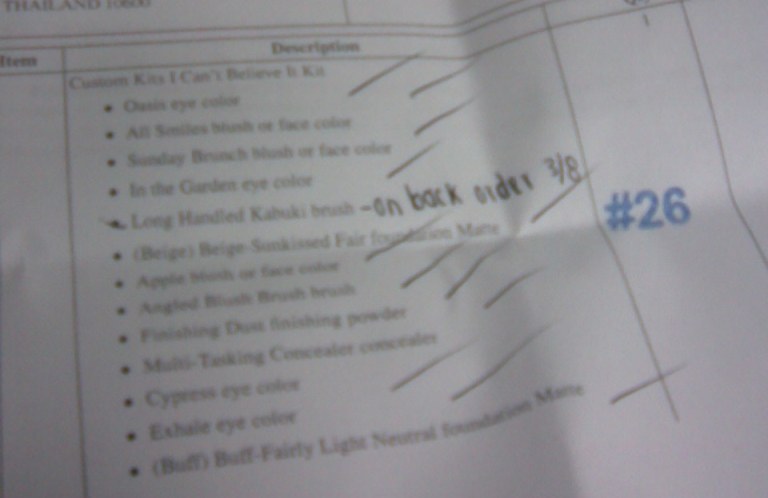 THAILAND 10600
Item Description
1
Custom Kits I Can't Believe It Kit
• Oasis eye color
• All Smiles blush or face color
• Sunday Brunch blush or face color
• In the Garden eye color
• Long Handled Kabuki brush - on back order 3/8
#26
• (Beige) Beige-Sunkissed Fair foundation Matte
• Apple blush or face color
• Angled Blush Brush brush
• Finishing Dust finishing powder
• Multi-Tasking Concealer concealer
• Cypress eye color
• Exhale eye color
• (Buff) Buff-Fairly Light Neutral foundation Matte